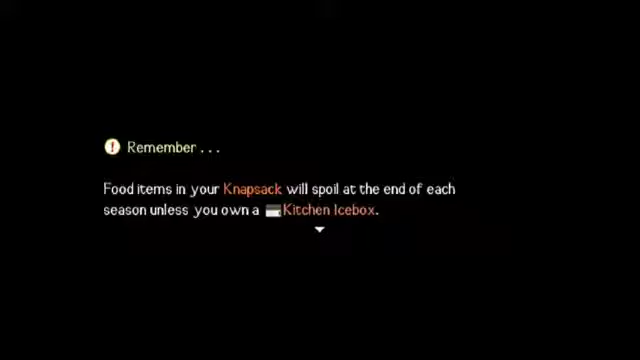 Remember . . .
Food items in your Knapsack will spoil at the end of each
season unless you own a Kitchen Icebox.